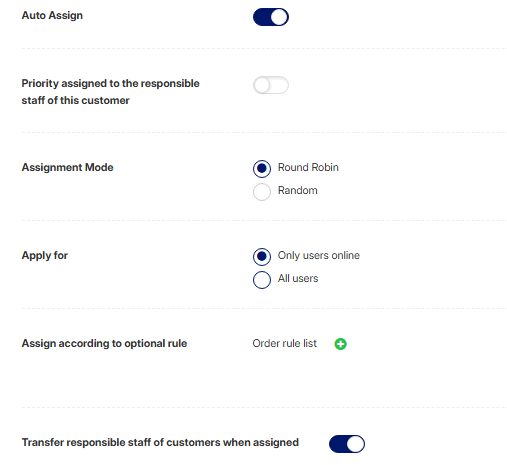 Auto Assign
Priority assigned to the responsible
staff of this customer
Assignment Mode
Round Robin
Random
Apply for
Only users online
All users
Assign according to optional rule
Order rule list
Transfer responsible staff of customers when assigned